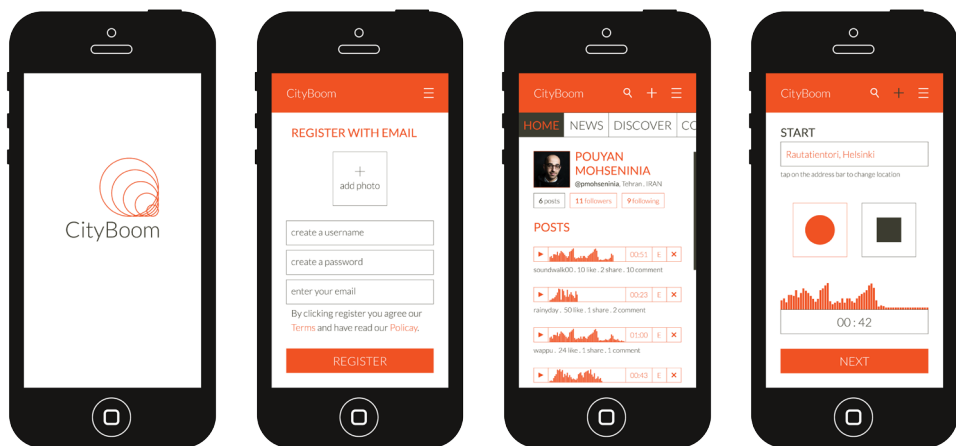 CityBoom
CityBoom
REGISTER WITH EMAIL
add photo
create a username
create a password
enter your email
By clicking register you agree our
Terms and have read our Policay.
REGISTER
CityBoom
HOME NEWS DISCOVER CO
POUYAN
MOHSENINIA
@pmohseninia, Tehran . IRAN
6 posts 11 followers 9 following
POSTS
00:51 E
soundwalk00 . 10 like . 2 share . 10 comment
00:23 E
rainyday . 50 like . 1 share . 2 comment
01:00 E
wappu . 24 like . 1 share . 1 comment
00:43 E
CityBoom
START
Rautatientori, Helsinki
tap on the address bar to change location
00 : 42
NEXT